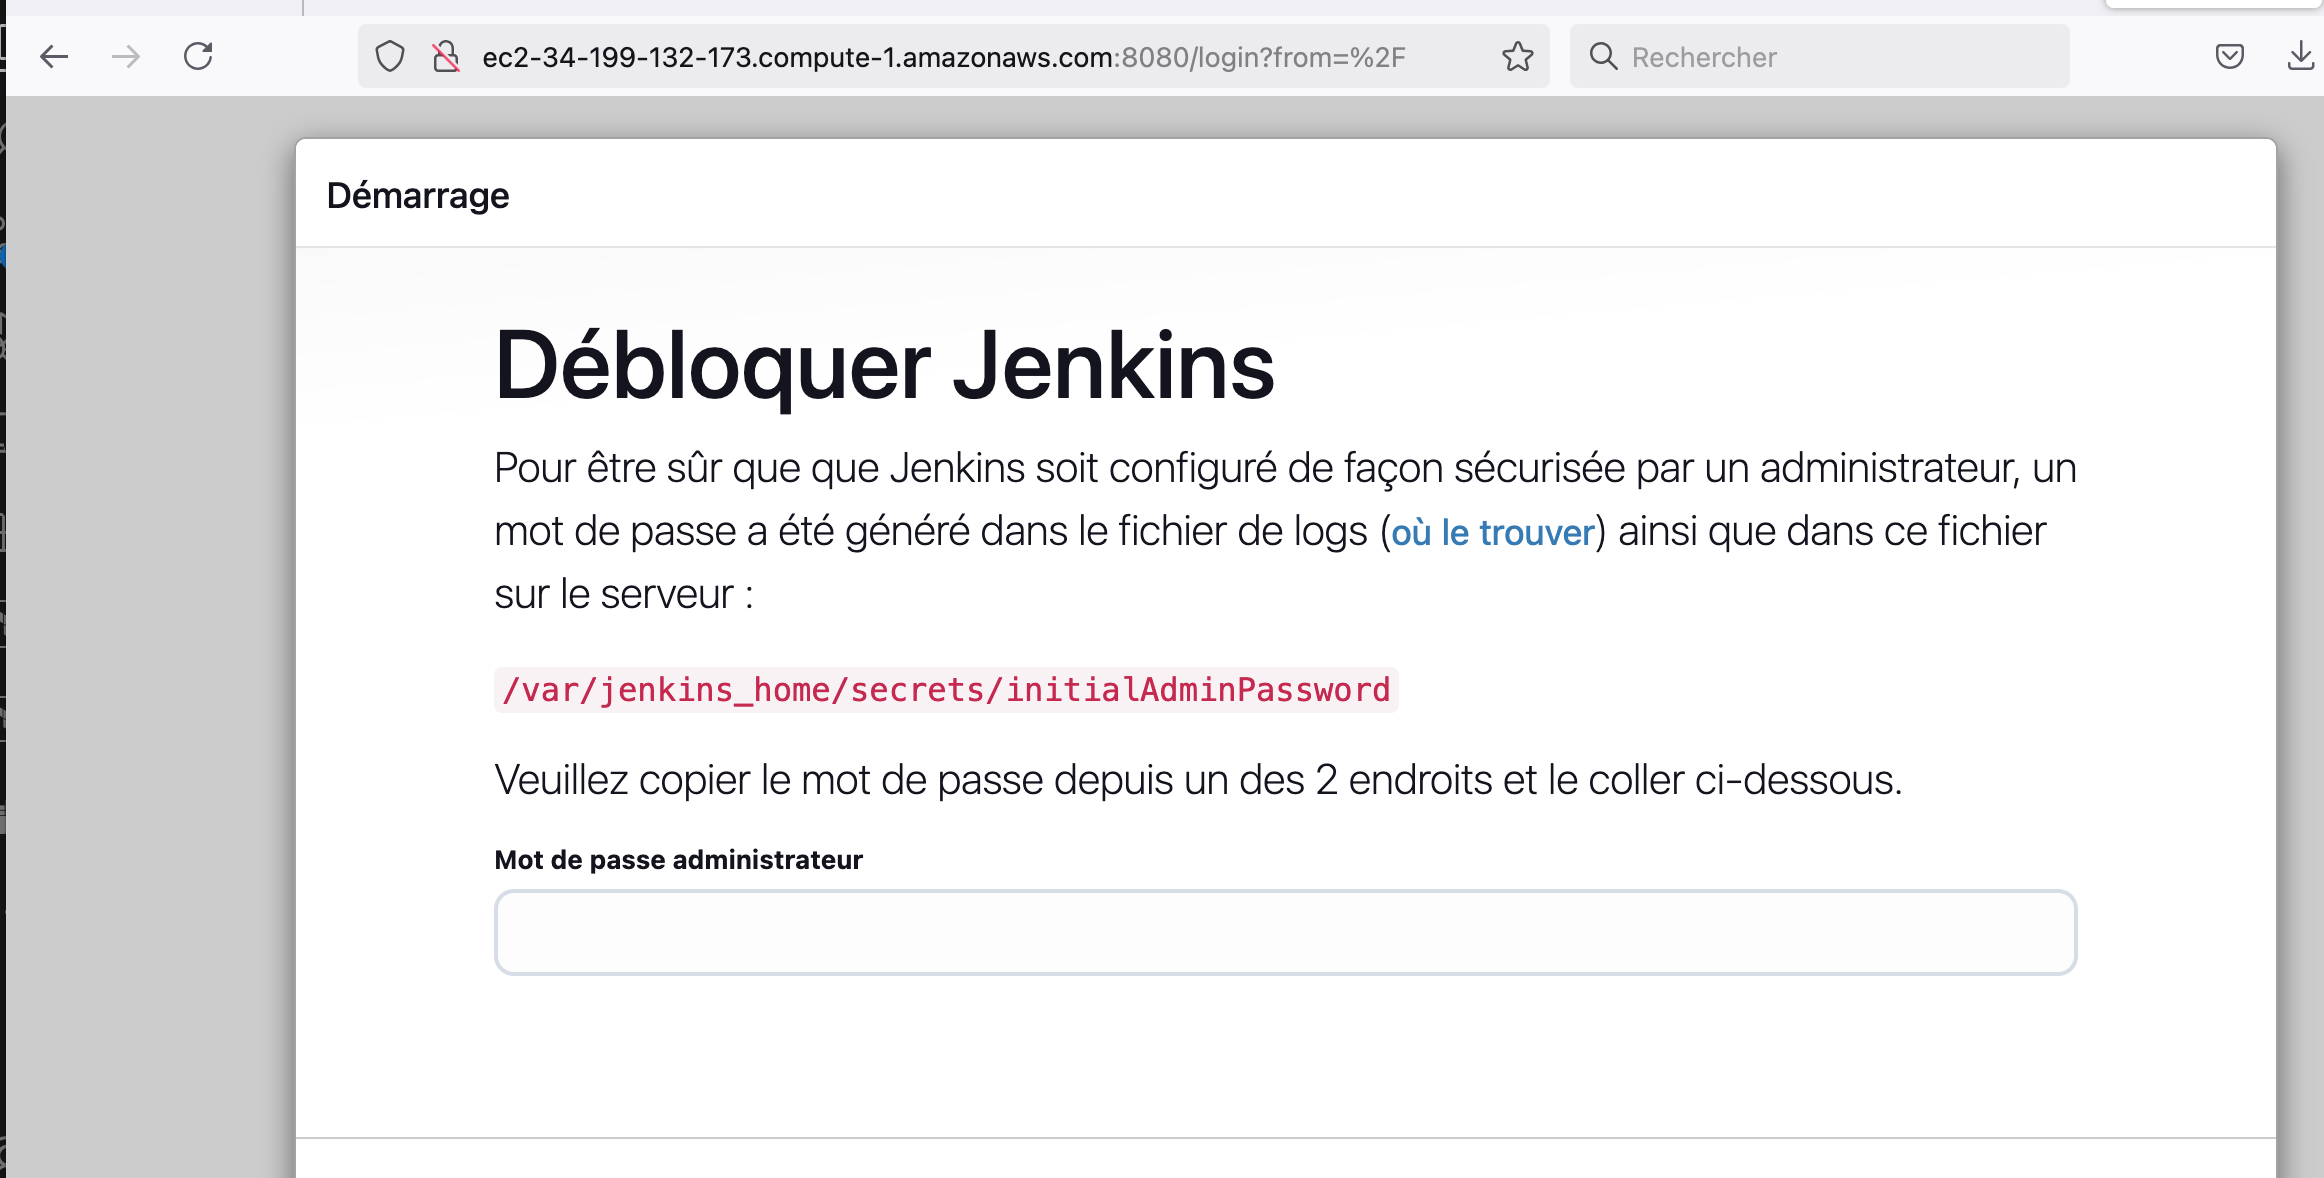 ec2-34-199-132-173.compute-1.amazonaws.com:8080/login?from=%2F
Rechercher
Démarrage
Débloquer Jenkins
Pour être sûr que que Jenkins soit configuré de façon sécurisée par un administrateur, un
mot de passe a été généré dans le fichier de logs (où le trouver) ainsi que dans ce fichier
sur le serveur :
/var/jenkins_home/secrets/initialAdminPassword
Veuillez copier le mot de passe depuis un des 2 endroits et le coller ci-dessous.
Mot de passe administrateur